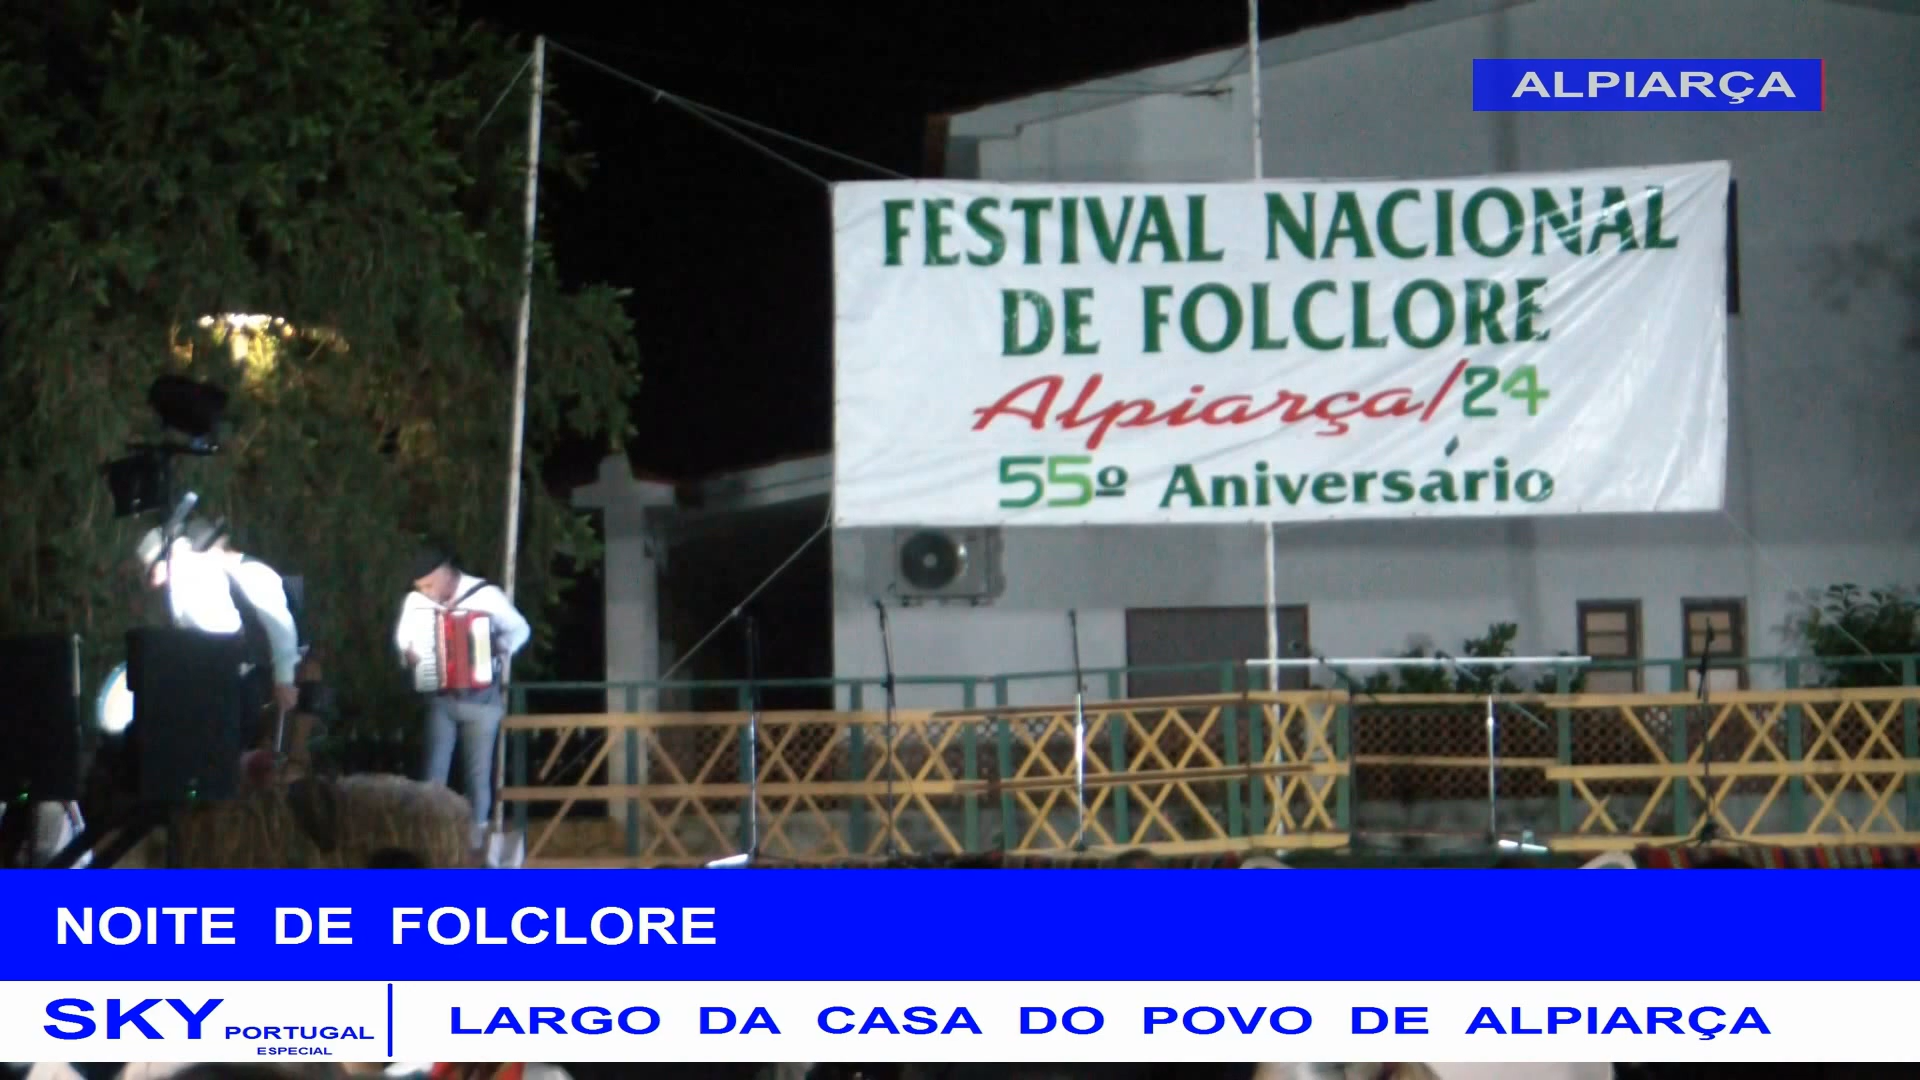 ALPIARÇA
FESTIVAL NACIONAL
DE FOLCLORE
Alpiarça/24
55º Aniversário
NOITE DE FOLCLORE
SKY PORTUGAL
ESPECIAL
LARGO DA CASA DO POVO DE ALPIARÇA